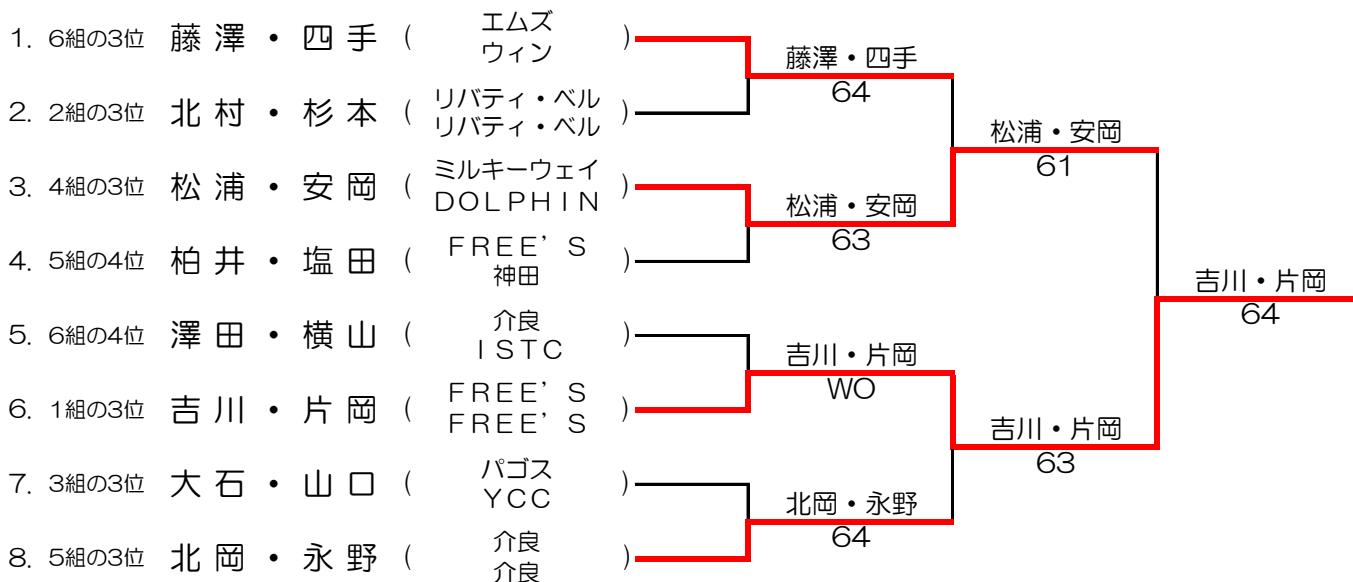 1. 6組の3位 藤澤・四手 ( エムズ
ウィン )
2. 2組の3位 北村・杉本 ( リバティ・ベル
リバティ・ベル )
3. 4組の3位 松浦・安岡 ( ミルキーウェイ
DOLPHIN )
4. 5組の4位 柏井・塩田 ( FREE'S
神田 )
5. 6組の4位 澤田・横山 ( 介良
ISTC )
6. 1組の3位 吉川・片岡 ( FREE'S
FREE'S )
7. 3組の3位 大石・山口 ( パゴス
YCC )
8. 5組の3位 北岡・永野 ( 介良
介良 )
藤澤・四手
64
松浦・安岡
63
吉川・片岡
WO
北岡・永野
64
松浦・安岡
61
吉川・片岡
63
吉川・片岡
64